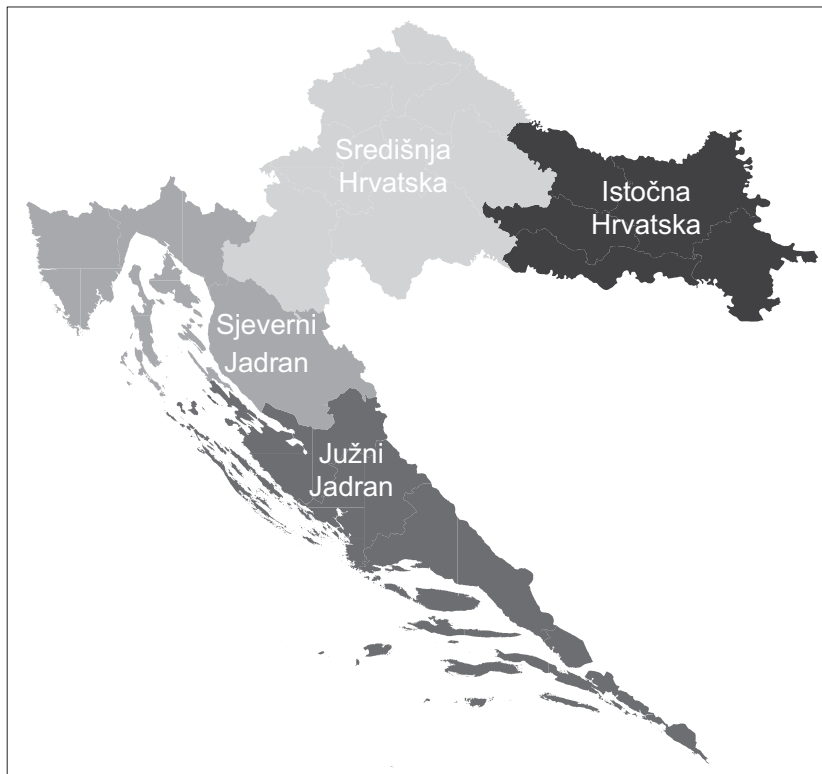 Središnja
Hrvatska
Istočna
Hrvatska
Sjeverni
Jadran
Južni
Jadran